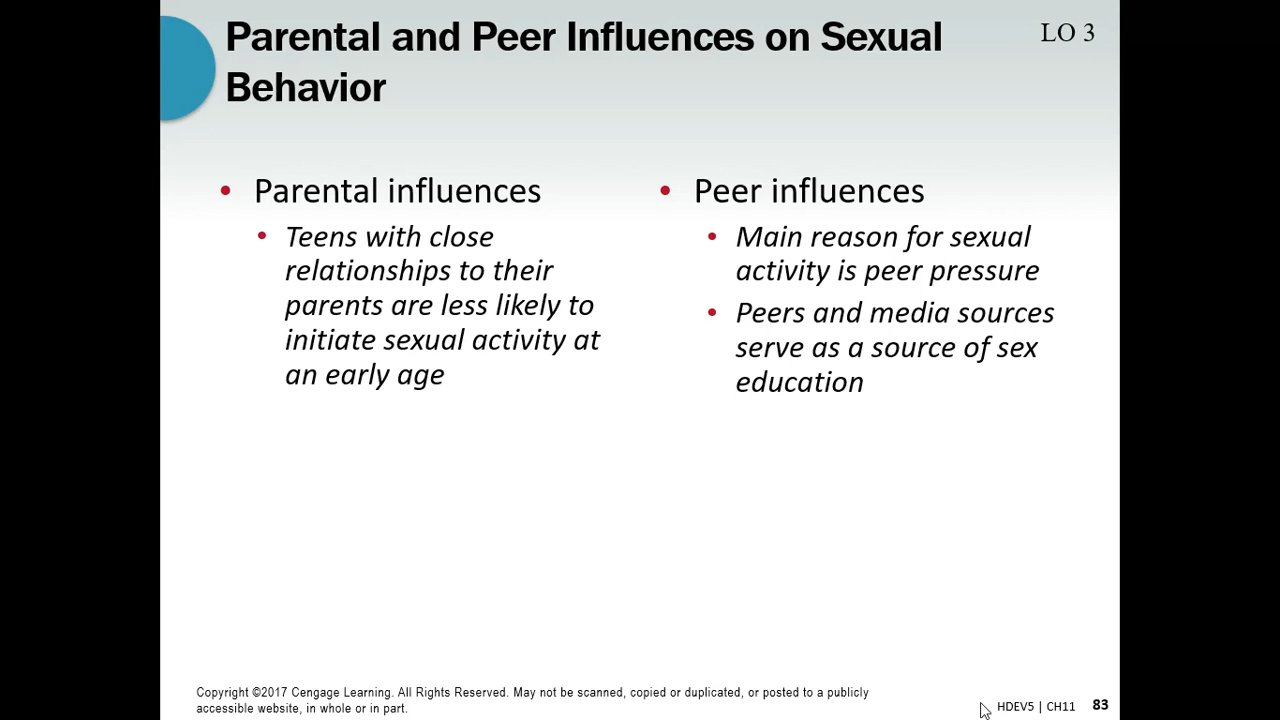 Parental and Peer Influences on Sexual
Behavior
LO 3
• Parental influences
• Teens with close
relationships to their
parents are less likely to
initiate sexual activity at
an early age
• Peer influences
• Main reason for sexual
activity is peer pressure
• Peers and media sources
serve as a source of sex
education
Copyright ©2017 Cengage Learning. All Rights Reserved. May not be scanned, copied or duplicated, or posted to a publicly
accessible website, in whole or in part.
HDEV5 | CH11 83